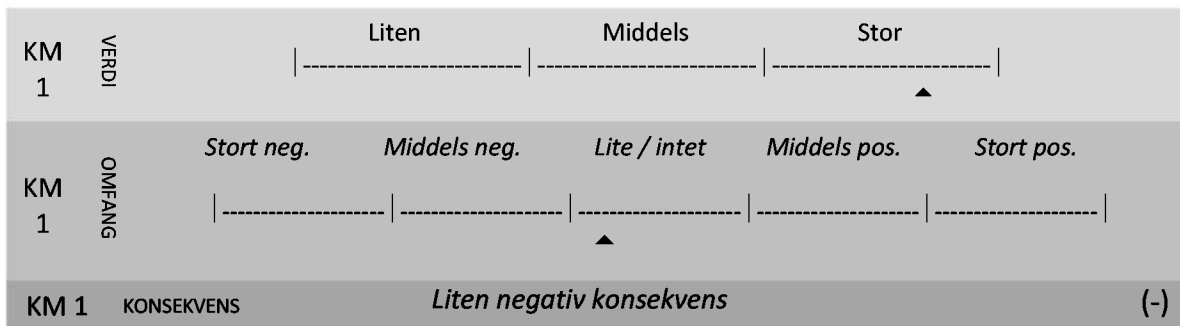 KM 1 VERDI Liten Middels Stor
|-----------------------------|-----------------------------|-----------------------------|
▲
KM 1 OMFANG Stort neg. Middels neg. Lite / intet Middels pos. Stort pos.
|---------------------|---------------------|---------------------|---------------------|---------------------|
▲
KM 1 KONSEKVENS Liten negativ konsekvens (-)